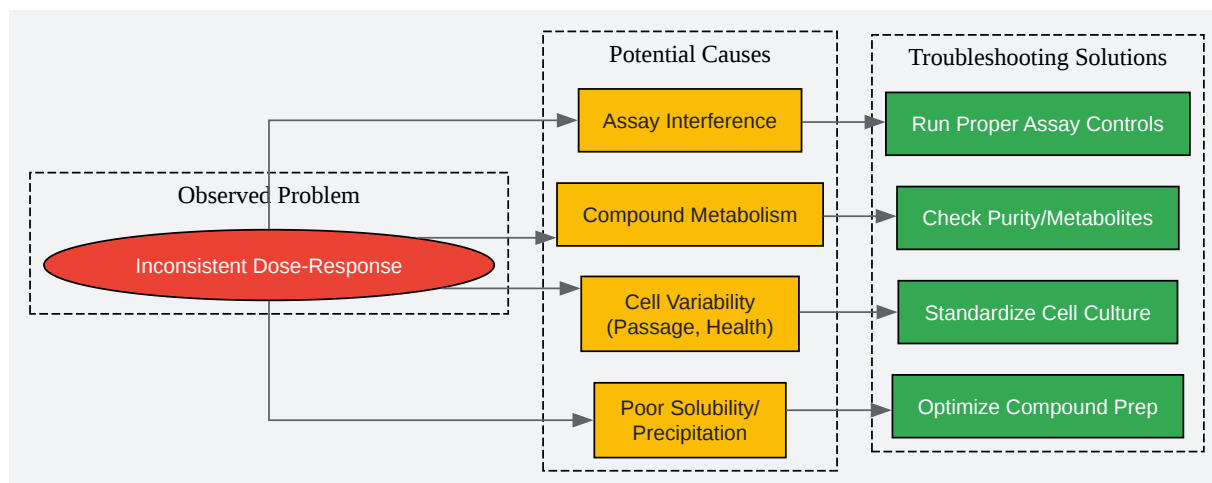 Observed Problem
Inconsistent Dose-Response
Potential Causes
Assay Interference
Compound Metabolism
Cell Variability
(Passage, Health)
Poor Solubility/
Precipitation
Troubleshooting Solutions
Run Proper Assay Controls
Check Purity/Metabolites
Standardize Cell Culture
Optimize Compound Prep